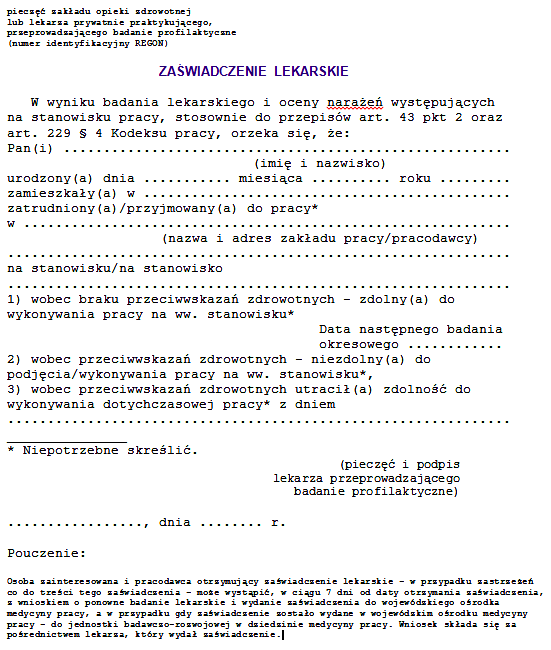 pieczęć zakładu opieki zdrowotnej
lub lekarza prywatnie praktykującego,
przeprowadzającego badanie profilaktyczne
(numer identyfikacyjny REGON)
ZAŚWIADCZENIE LEKARSKIE
W wyniku badania lekarskiego i oceny narażeń występujących
na stanowisku pracy, stosownie do przepisów art. 43 pkt 2 oraz
art. 229 § 4 Kodeksu pracy, orzeka się, że:
Pan(i) ........................................................
(imię i nazwisko)
urodzony(a) dnia ........... miesiąca .......... roku .........
zamieszkały(a) w ..............................................
zatrudniony(a)/przyjmowany(a) do pracy*
w .............................................................
(nazwa i adres zakładu pracy/pracodawcy)
...............................................................
na stanowisku/na stanowisko
...............................................................
1) wobec braku przeciwwskazań zdrowotnych - zdolny(a) do
wykonywania pracy na ww. stanowisku*
Data następnego badania
okresowego ............
2) wobec przeciwwskazań zdrowotnych - niezdolny(a) do
podjęcia/wykonywania pracy na ww. stanowisku*,
3) wobec przeciwwskazań zdrowotnych utracił(a) zdolność do
wykonywania dotychczasowej pracy* z dniem
...............................................................
_______________
* Niepotrzebne skreślić.
(pieczęć i podpis
lekarza przeprowadzającego
badanie profilaktyczne)
................., dnia ........ r.
Pouczenie:
Osoba zainteresowana i pracodawca otrzymujący zaświadczenie lekarskie - w przypadku zastrzeżeń
co do treści tego zaświadczenia - może wystąpić, w ciągu 7 dni od daty otrzymania zaświadczenia,
z wnioskiem o ponowne badanie lekarskie i wydanie zaświadczenia do wojewódzkiego ośrodka
medycyny pracy, a w przypadku gdy zaświadczenie zostało wydane w wojewódzkim ośrodku medycyny
pracy - do jednostki badawczo-rozwojowej w dziedzinie medycyny pracy. Wniosek składa się za
pośrednictwem lekarza, który wydał zaświadczenie.